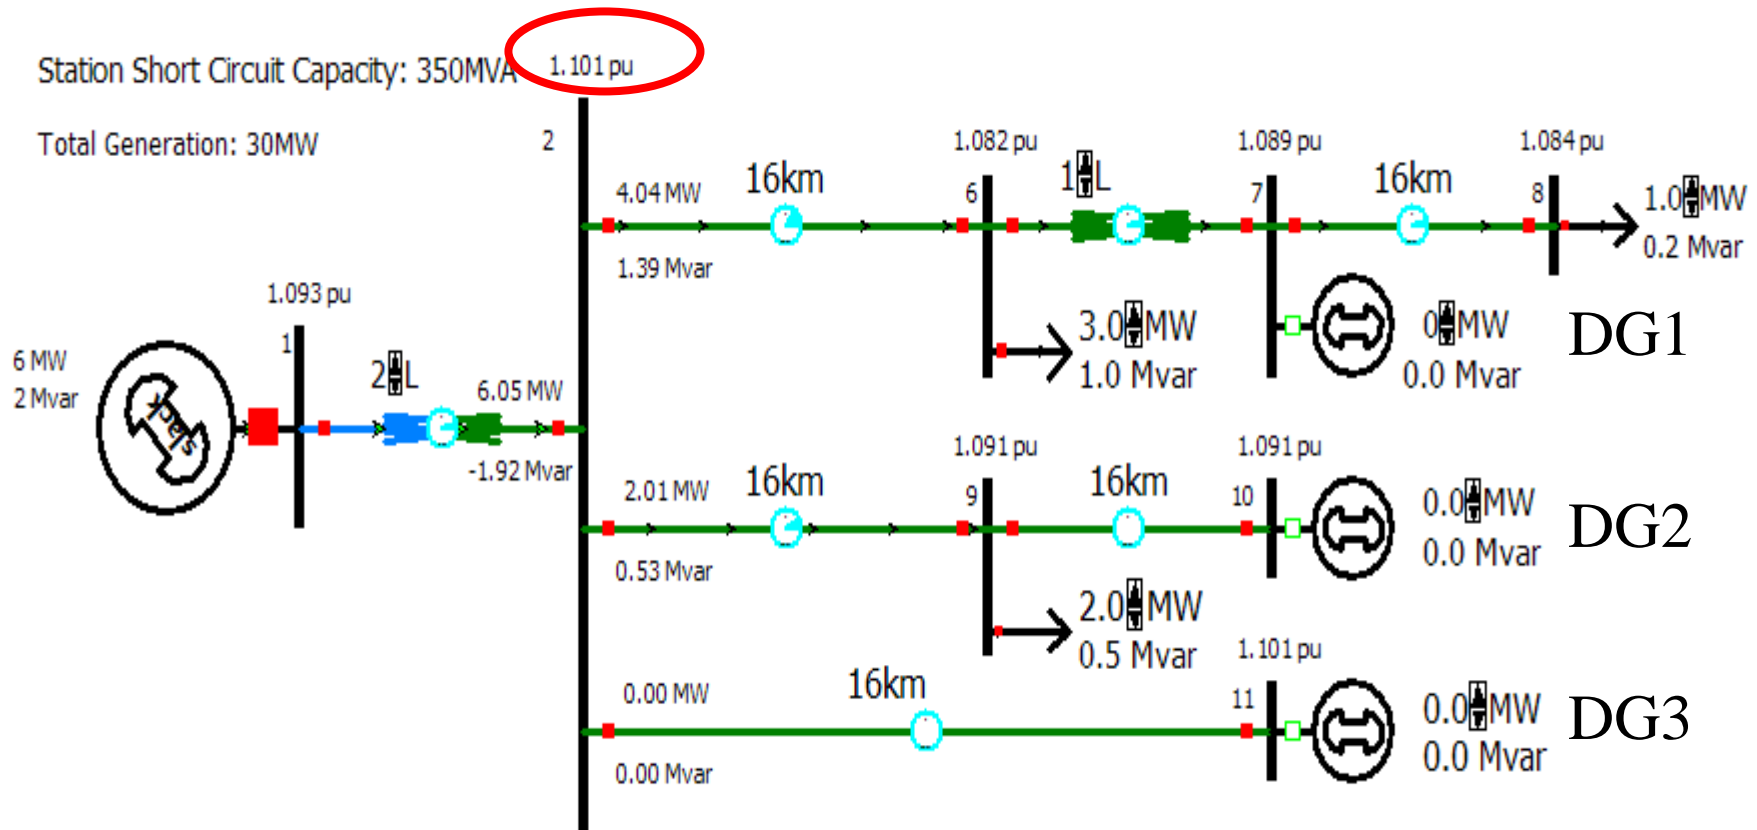 Station Short Circuit Capacity: 350MVA
1.101 pu
Total Generation: 30MW
2
1.082 pu
1.089 pu
1.084 pu
4.04 MW
16km
6
1 L
7
16km
8
1.0 MW
0.2 Mvar
1.39 Mvar
1.093 pu
3.0 MW
1.0 Mvar
0 MW
0.0 Mvar
DG1
6 MW
2 Mvar
slack
1
2 L
6.05 MW
-1.92 Mvar
1.091 pu
1.091 pu
2.01 MW
16km
9
16km
10
0.0 MW
0.0 Mvar
DG2
0.53 Mvar
2.0 MW
0.5 Mvar
1.101 pu
0.00 MW
16km
11
0.0 MW
0.0 Mvar
DG3
0.00 Mvar